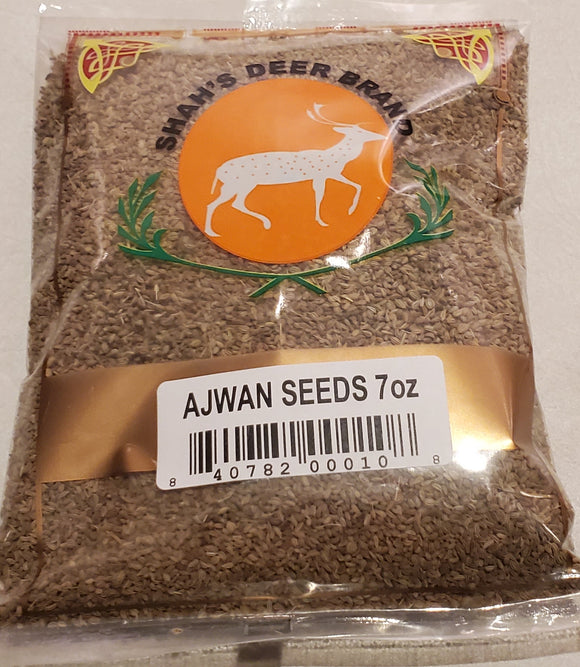 SHAH'S DEER BRAND
AJWAN SEEDS 7oz
8 40782 00010 8